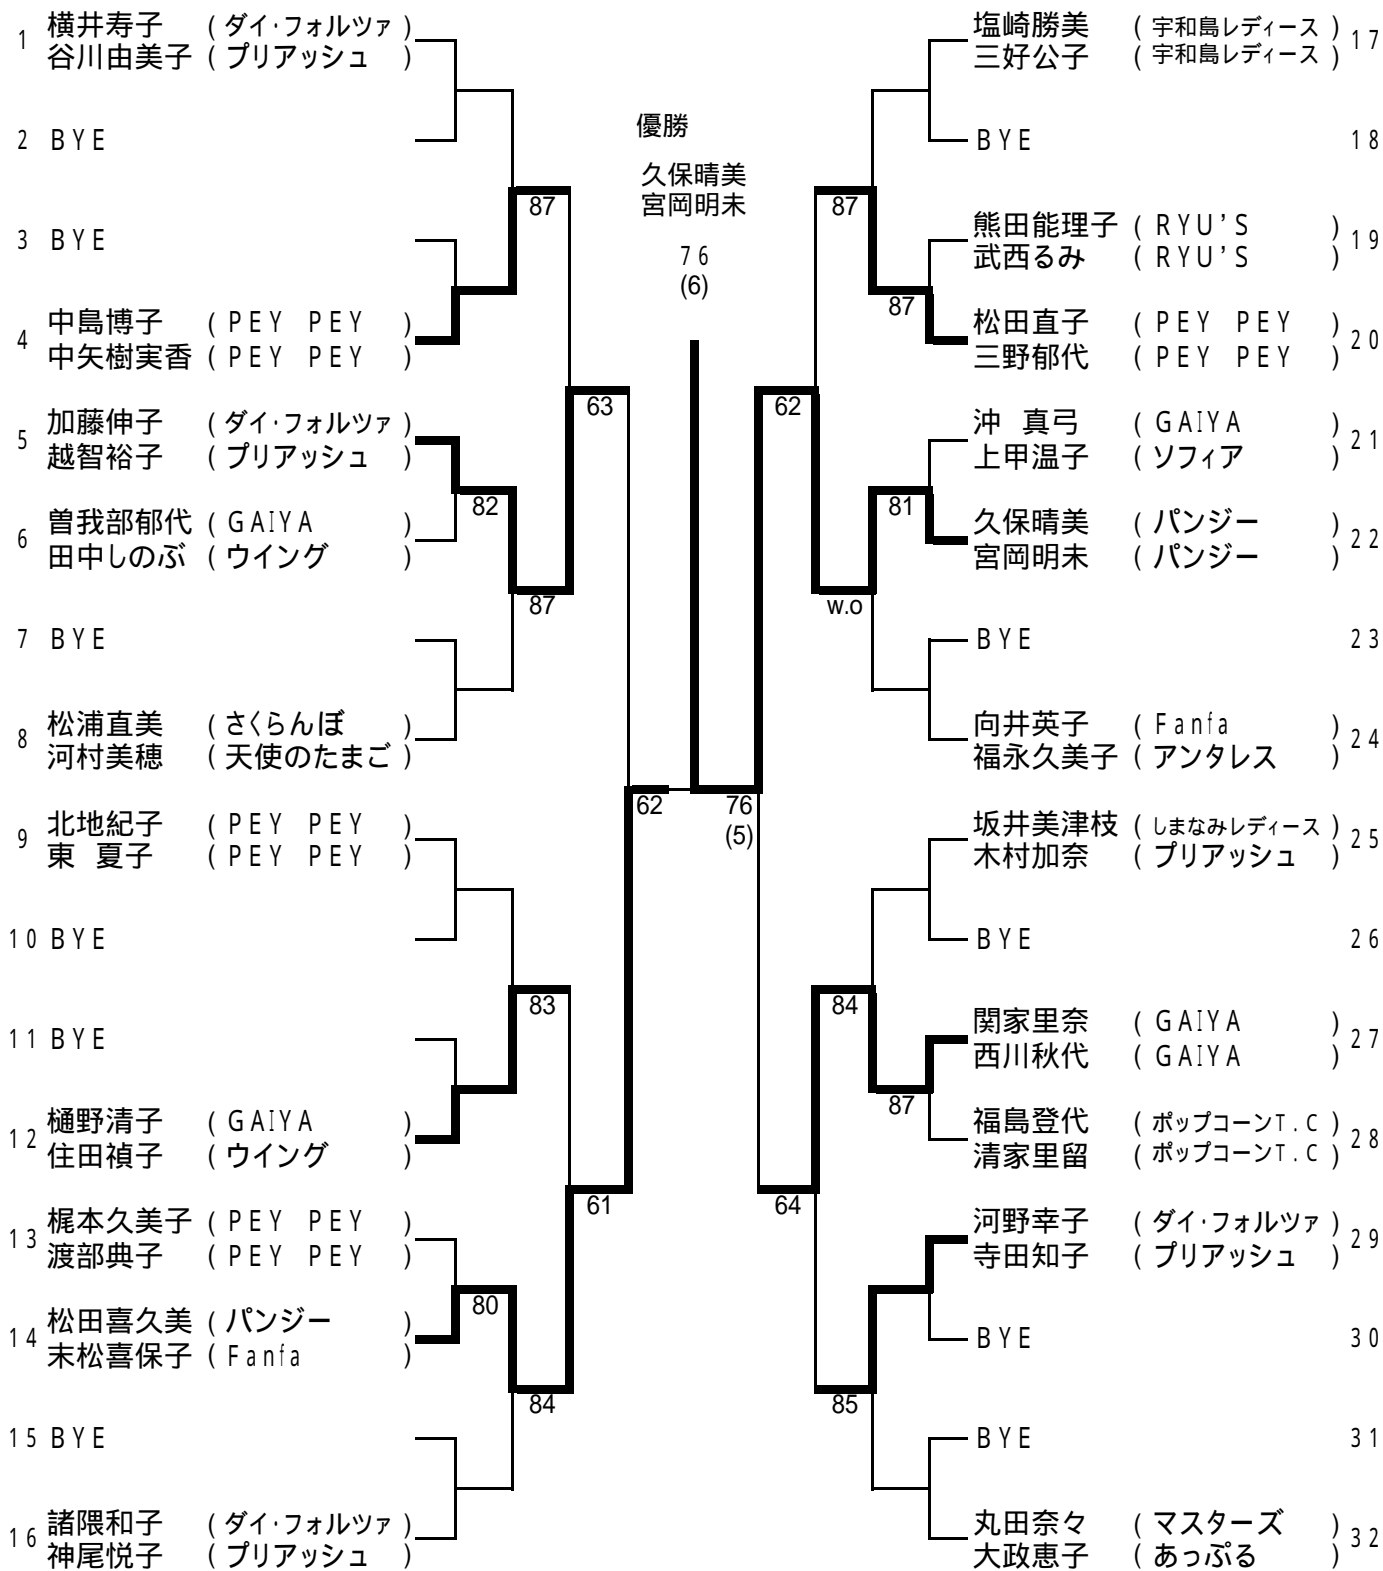 1 横井寿子 (ダイ・フォルツァ)
谷川由美子 (プリアッシュ)
2 BYE
3 BYE
4 中島博子 (PEY PEY)
中矢樹実香 (PEY PEY)
5 加藤伸子 (ダイ・フォルツァ)
越智裕子 (プリアッシュ)
6 曽我部郁代 (GAIYA)
田中しのぶ (ウイング)
7 BYE
8 松浦直美 (さくらんぼ)
河村美穂 (天使のたまご)
9 北地紀子 (PEY PEY)
東 夏子 (PEY PEY)
10 BYE
11 BYE
12 樋野清子 (GAIYA)
住田禎子 (ウイング)
13 梶本久美子 (PEY PEY)
渡部典子 (PEY PEY)
14 松田喜久美 (パンジー)
末松喜保子 (Fanfa)
15 BYE
16 諸隈和子 (ダイ・フォルツァ)
神尾悦子 (プリアッシュ)
87
82
87
83
80
84
63
61
62
優勝
久保晴美
宮岡明未
76
(6)
76
(5)
62
64
87
w.o
84
85
87
81
87
塩崎勝美 (宇和島レディース) 17
三好公子 (宇和島レディース)
BYE 18
熊田能理子 (RYU'S) 19
武西るみ (RYU'S)
松田直子 (PEY PEY) 20
三野郁代 (PEY PEY)
沖 真弓 (GAIYA) 21
上甲温子 (ソフィア)
久保晴美 (パンジー) 22
宮岡明未 (パンジー)
BYE 23
向井英子 (Fanfa) 24
福永久美子 (アンタレス)
坂井美津枝 (しまなみレディース) 25
木村加奈 (プリアッシュ)
BYE 26
関家里奈 (GAIYA) 27
西川秋代 (GAIYA)
福島登代 (ポップコーンT.C) 28
清家里留 (ポップコーンT.C)
河野幸子 (ダイ・フォルツァ) 29
寺田知子 (プリアッシュ)
BYE 30
BYE 31
丸田奈々 (マスターズ) 32
大政恵子 (あっぷる)